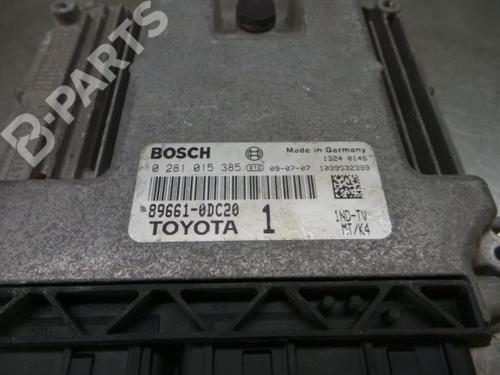 B-PARTS
BOSCH
Made in Germany
0 281 015 385 910 09-07-07
1324 0146
1039S32399
89661-0DC20
TOYOTA
1
1ND-TV
MT/K4